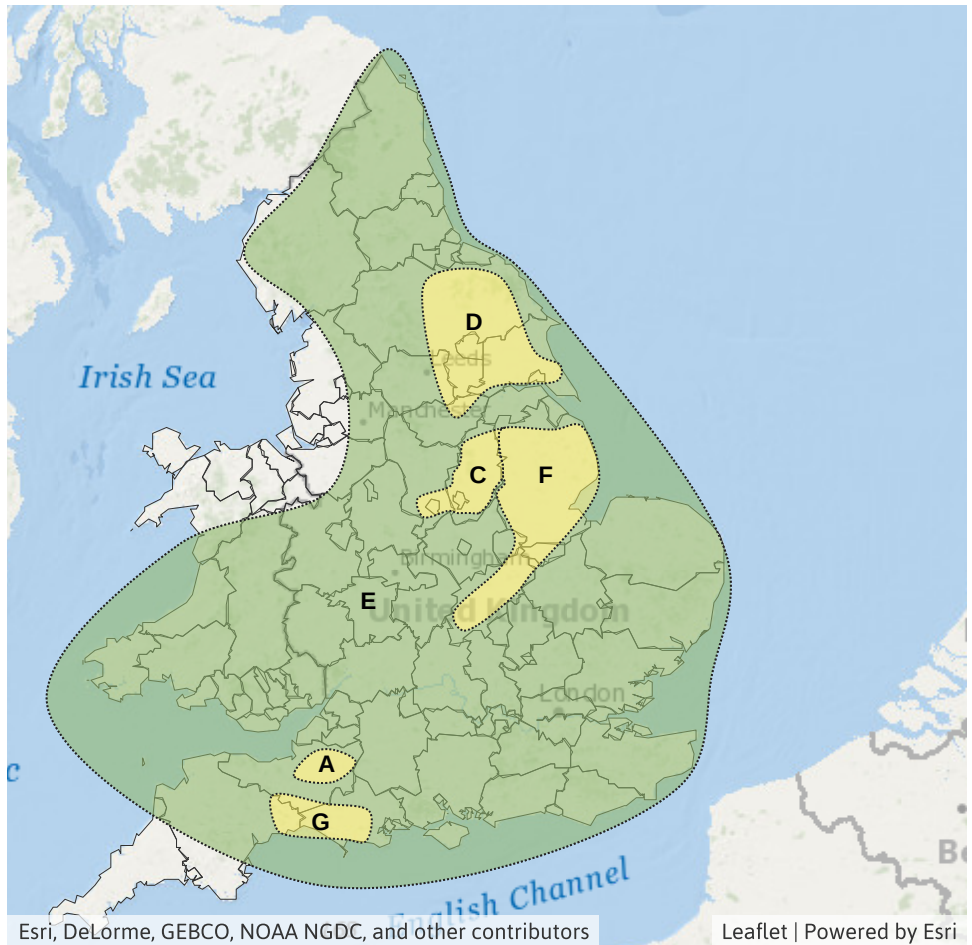 D
Leeds
Irish Sea
Manchester
C
F
Birmingham
E
United Kingdom
London
A
c
G
Be
English Channel
Esri, DeLorme, GEBCO, NOAA NGDC, and other contributors
Leaflet | Powered by Esri